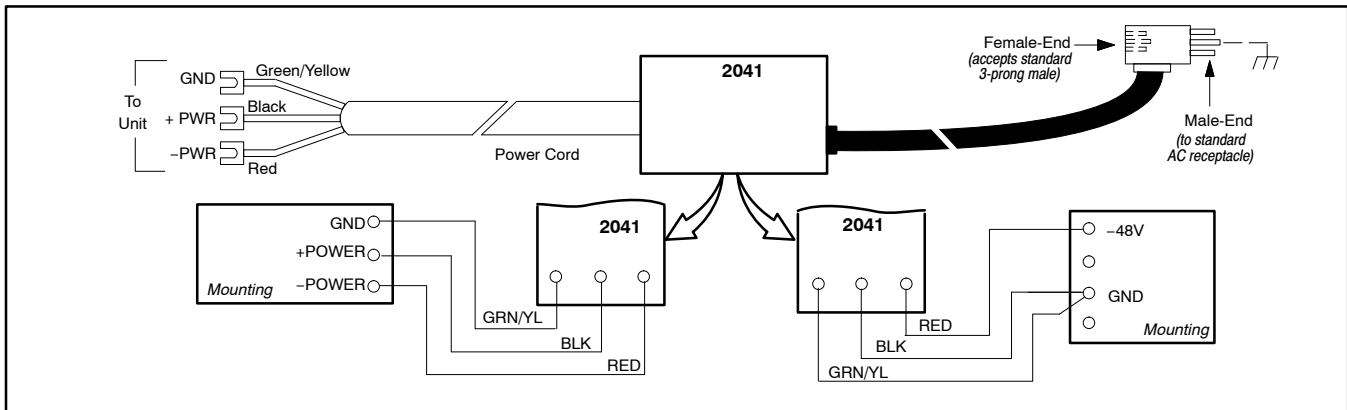 To
Unit
GND
Green/Yellow
+ PWR
Black
−PWR
Red
Power Cord
2041
Female-End
(accepts standard
3-prong male)
Male-End
(to standard
AC receptacle)
GND
+POWER
−POWER
Mounting
2041
GRN/YL
BLK
RED
2041
RED
BLK
GRN/YL
−48V
GND
Mounting